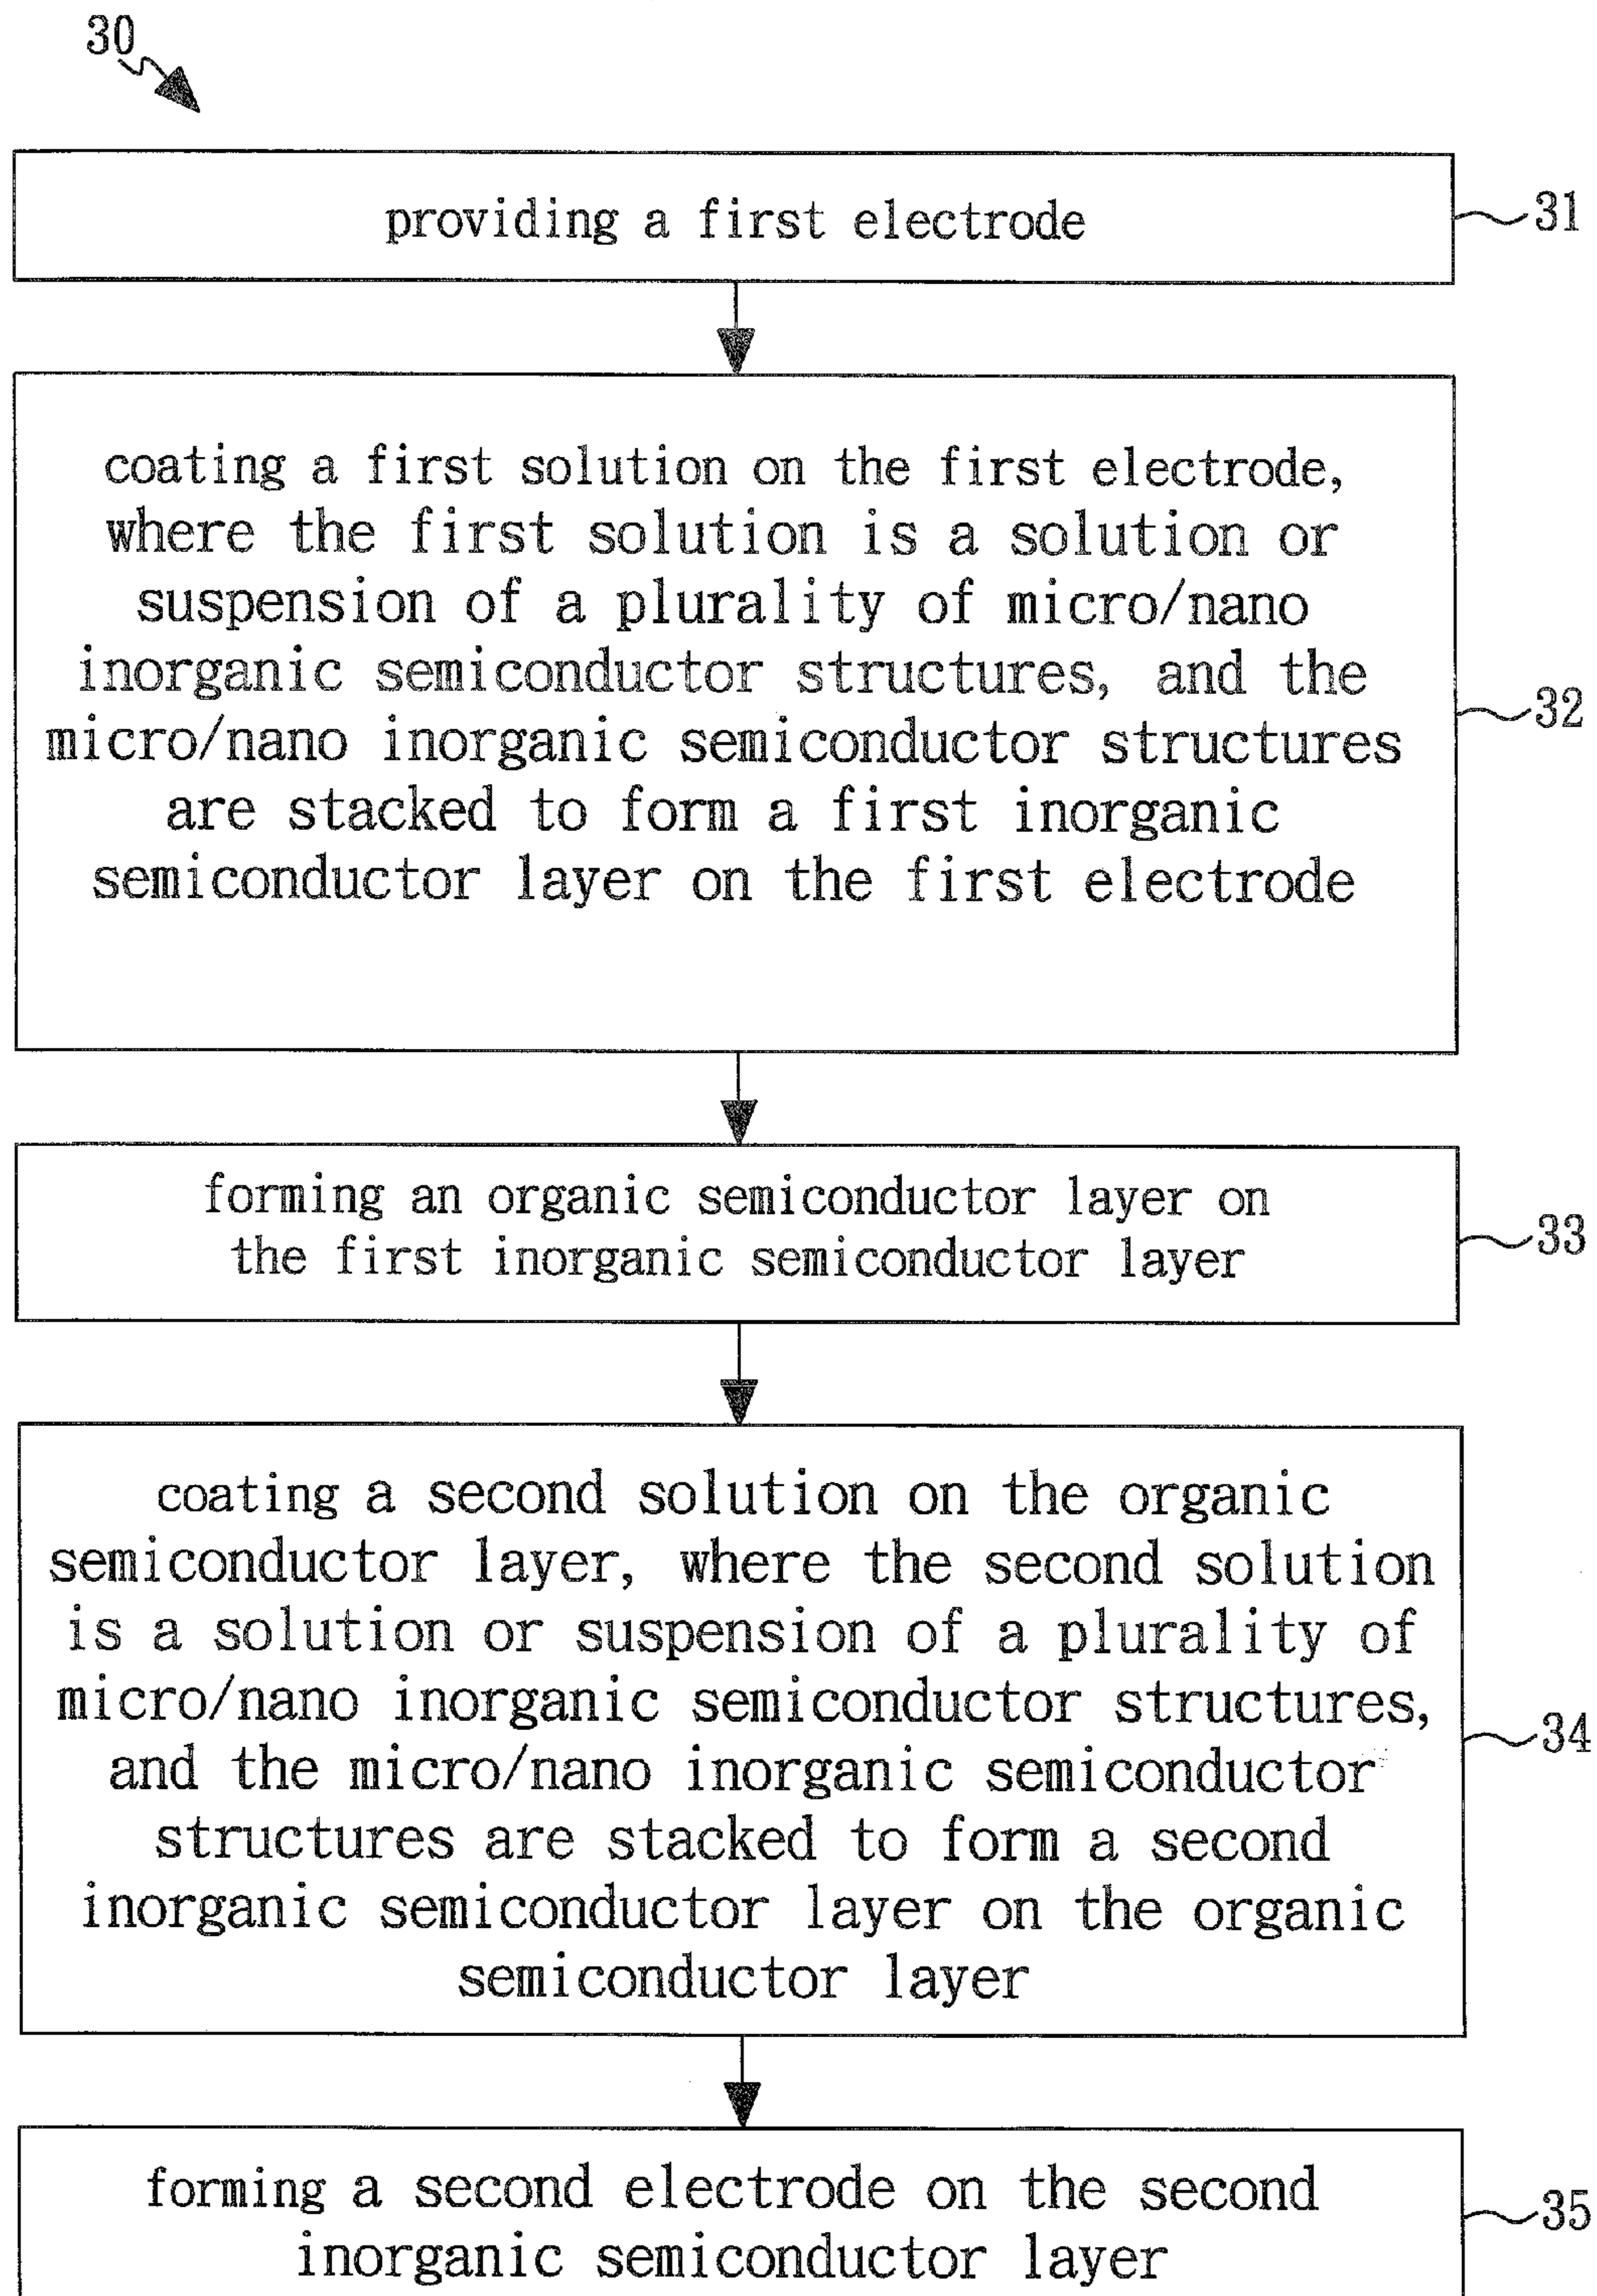 30
providing a first electrode
31
coating a first solution on the first electrode,
where the first solution is a solution or
suspension of a plurality of micro/nano
inorganic semiconductor structures, and the
micro/nano inorganic semiconductor structures
are stacked to form a first inorganic
semiconductor layer on the first electrode
32
forming an organic semiconductor layer on
the first inorganic semiconductor layer
33
coating a second solution on the organic
semiconductor layer, where the second solution
is a solution or suspension of a plurality of
micro/nano inorganic semiconductor structures,
and the micro/nano inorganic semiconductor
structures are stacked to form a second
inorganic semiconductor layer on the organic
semiconductor layer
34
forming a second electrode on the second
inorganic semiconductor layer
35